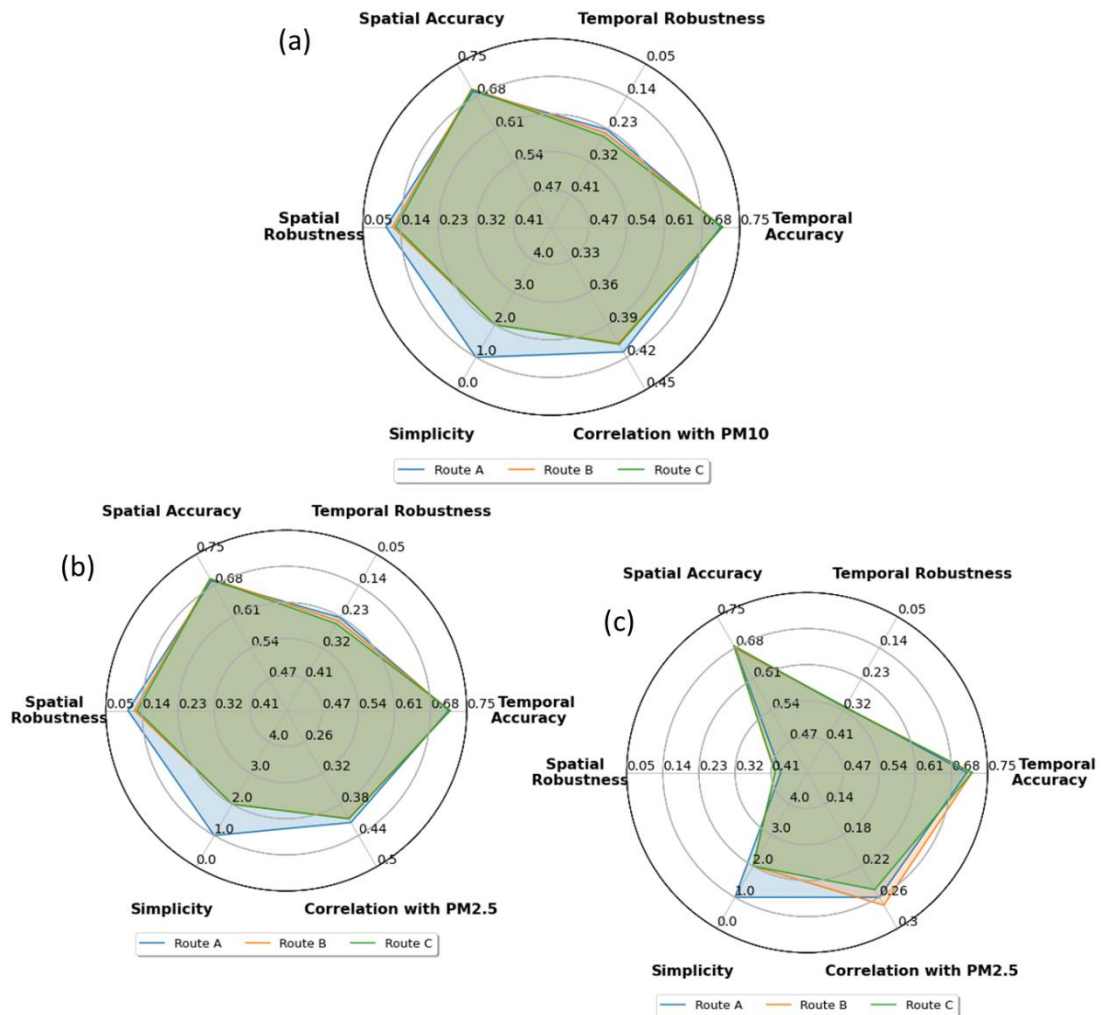 (a)
Spatial Accuracy Temporal Robustness
0.75 0.05
0.68 0.14
0.61 0.23
0.54 0.32
0.47 0.41
Spatial Robustness
0.05 0.14 0.23 0.32 0.41 0.47 0.54 0.61 0.68 0.75
Temporal Accuracy
4.0 0.33
3.0 0.36
2.0 0.39
1.0 0.42
0.0 0.45
Simplicity Correlation with PM10
Route A Route B Route C
(b)
Spatial Accuracy Temporal Robustness
0.75 0.05
0.68 0.14
0.61 0.23
0.54 0.32
0.47 0.41
Spatial Robustness
0.05 0.14 0.23 0.32 0.41 0.47 0.54 0.61 0.68 0.75
Temporal Accuracy
4.0 0.26
3.0 0.32
2.0 0.38
1.0 0.44
0.0 0.5
Simplicity Correlation with PM2.5
Route A Route B Route C
(c)
Spatial Accuracy Temporal Robustness
0.75 0.05
0.68 0.14
0.61 0.23
0.54 0.32
0.47 0.41
Spatial Robustness
0.05 0.14 0.23 0.32 0.41 0.47 0.54 0.61 0.68 0.75
Temporal Accuracy
4.0 0.14
3.0 0.18
2.0 0.22
1.0 0.26
0.0 0.3
Simplicity Correlation with PM2.5
Route A Route B Route C